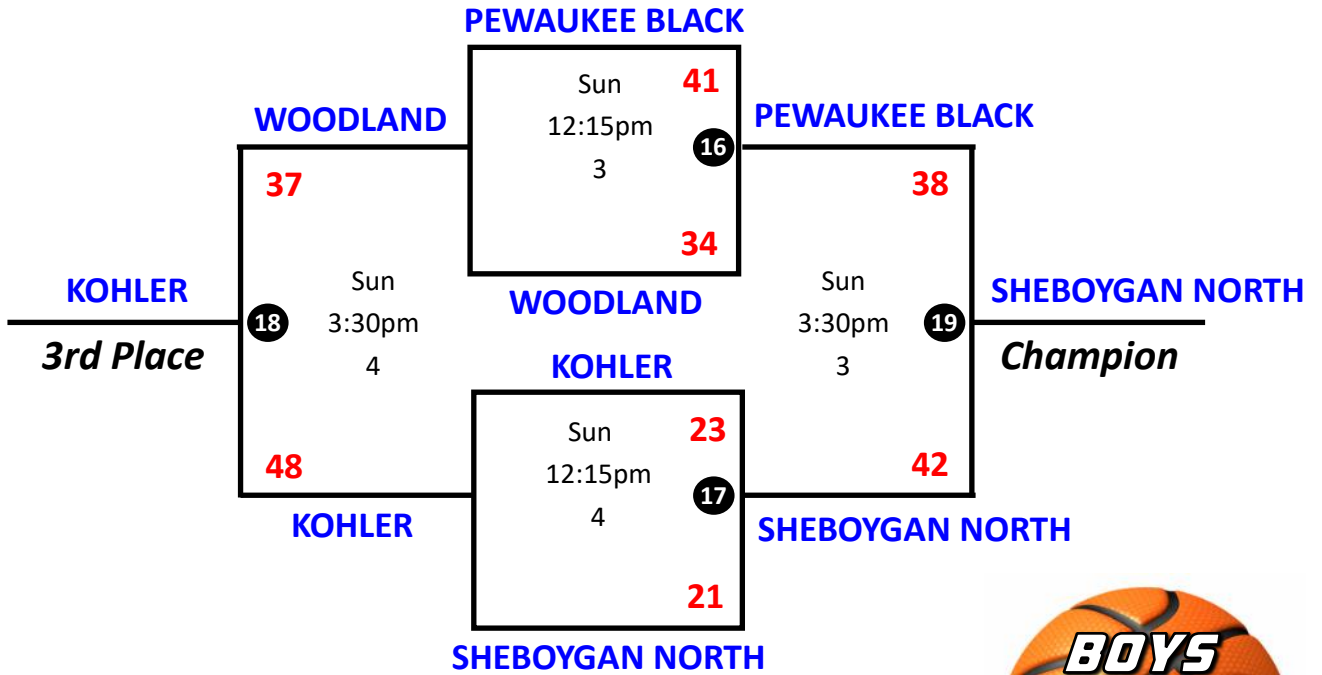 PEWAUKEE BLACK
Sun
41
12:15pm
16
3
34
WOODLAND
WOODLAND
37
PEWAUKEE BLACK
38
KOHLER
18
3rd Place
Sun
3:30pm
4
Sun
3:30pm
3
19
SHEBOYGAN NORTH
Champion
KOHLER
Sun
23
12:15pm
17
4
21
SHEBOYGAN NORTH
48
KOHLER
42
SHEBOYGAN NORTH
BOYS